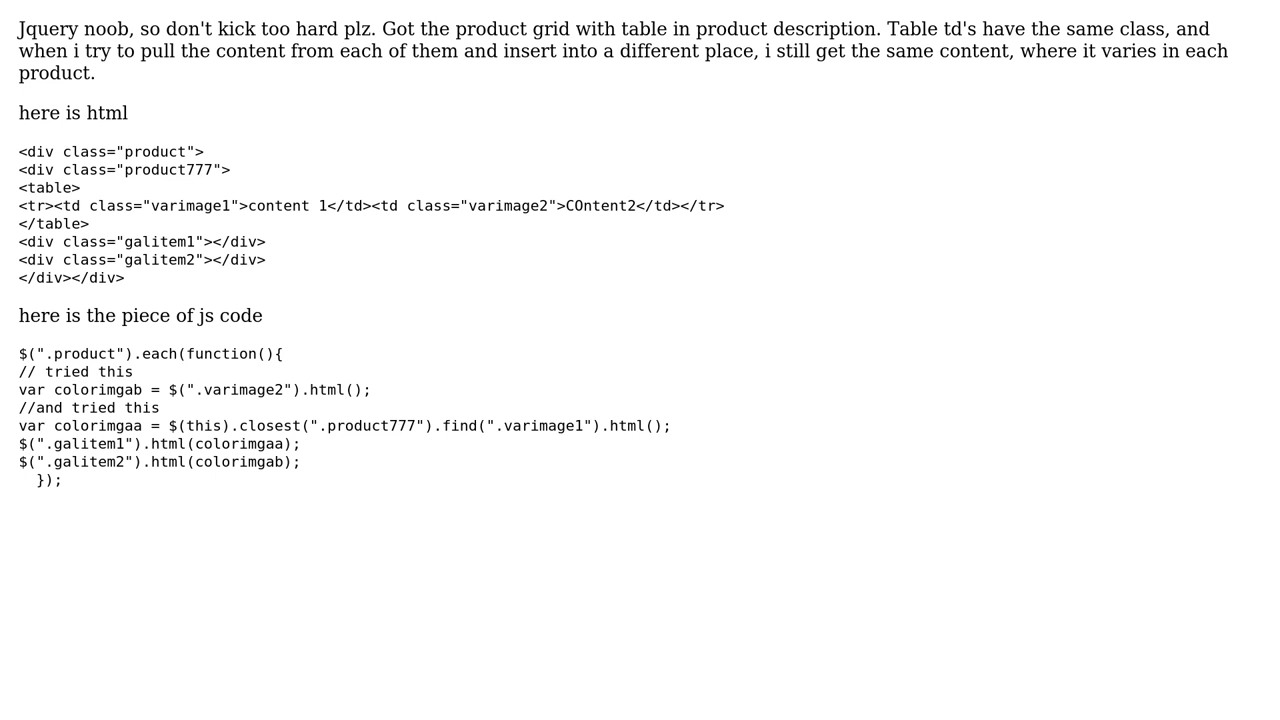 Jquery noob, so don't kick too hard plz. Got the product grid with table in product description. Table td's have the same class, and
when i try to pull the content from each of them and insert into a different place, i still get the same content, where it varies in each
product.
here is html
<div class="product">
<div class="product777">
<table>
<tr><td class="varimage1">content 1</td><td class="varimage2">COntent2</td></tr>
</table>
<div class="galitem1"></div>
<div class="galitem2"></div>
</div></div>
here is the piece of js code
$(".product").each(function(){
// tried this
var colorimgab = $(".varimage2").html();
//and tried this
var colorimgaa = $(this).closest(".product777").find(".varimage1").html();
$(".galitem1").html(colorimgaa);
$(".galitem2").html(colorimgab);
  });